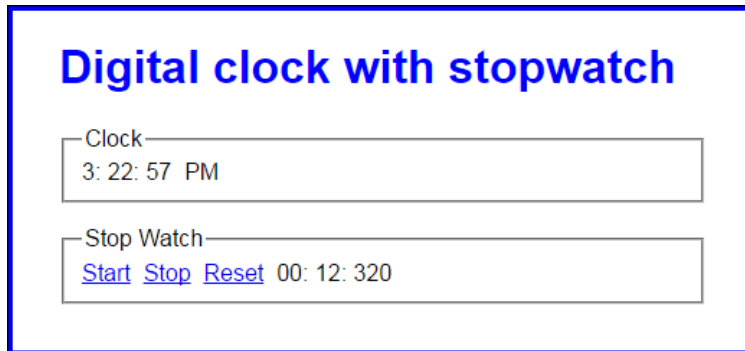 Digital clock with stopwatch
Clock
3: 22: 57 PM
Stop Watch
Start Stop Reset 00: 12: 320